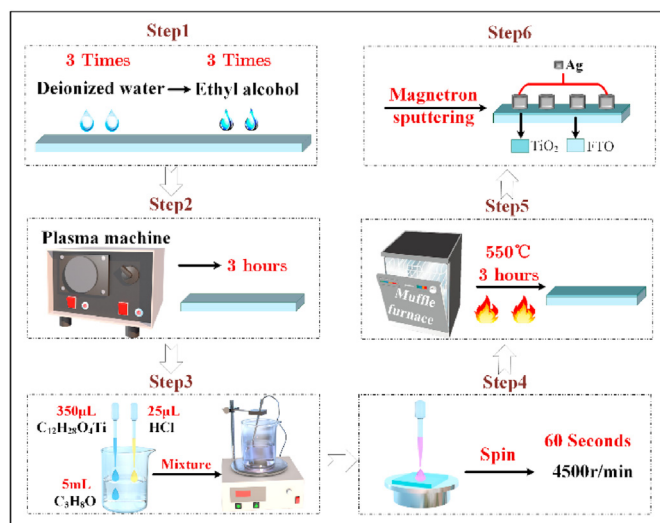 Step1
3 Times
3 Times
Deionized water
Ethyl alcohol
Step2
Plasma machine
3 hours
Step3
350μL
C₁₂H₂₈O₄Ti
25μL
HCl
5mL
C₃H₈O
Mixture
Step4
Spin
60 Seconds
4500r/min
Step5
Muffle
furnace
550℃
3 hours
Step6
Magnetron
sputtering
Ag
TiO₂
FTO